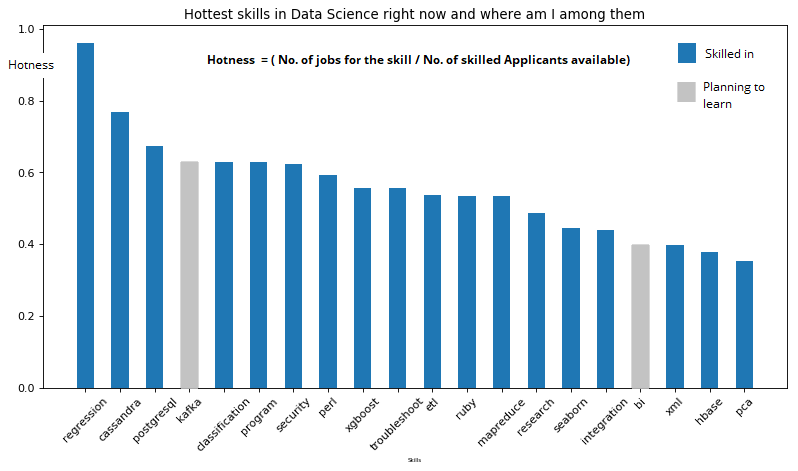 Hottest skills in Data Science right now and where am I among them
1.0
Hotness
Hotness = ( No. of jobs for the skill / No. of skilled Applicants available)
Skilled in
Planning to
learn
0.8
0.6
0.4
0.2
0.0
regression
cassandra
postgresql
kafka
classification
program
security
perl
xgboost
troubleshoot
etl
ruby
mapreduce
research
seaborn
integration
bi
xml
hbase
pca
Skills